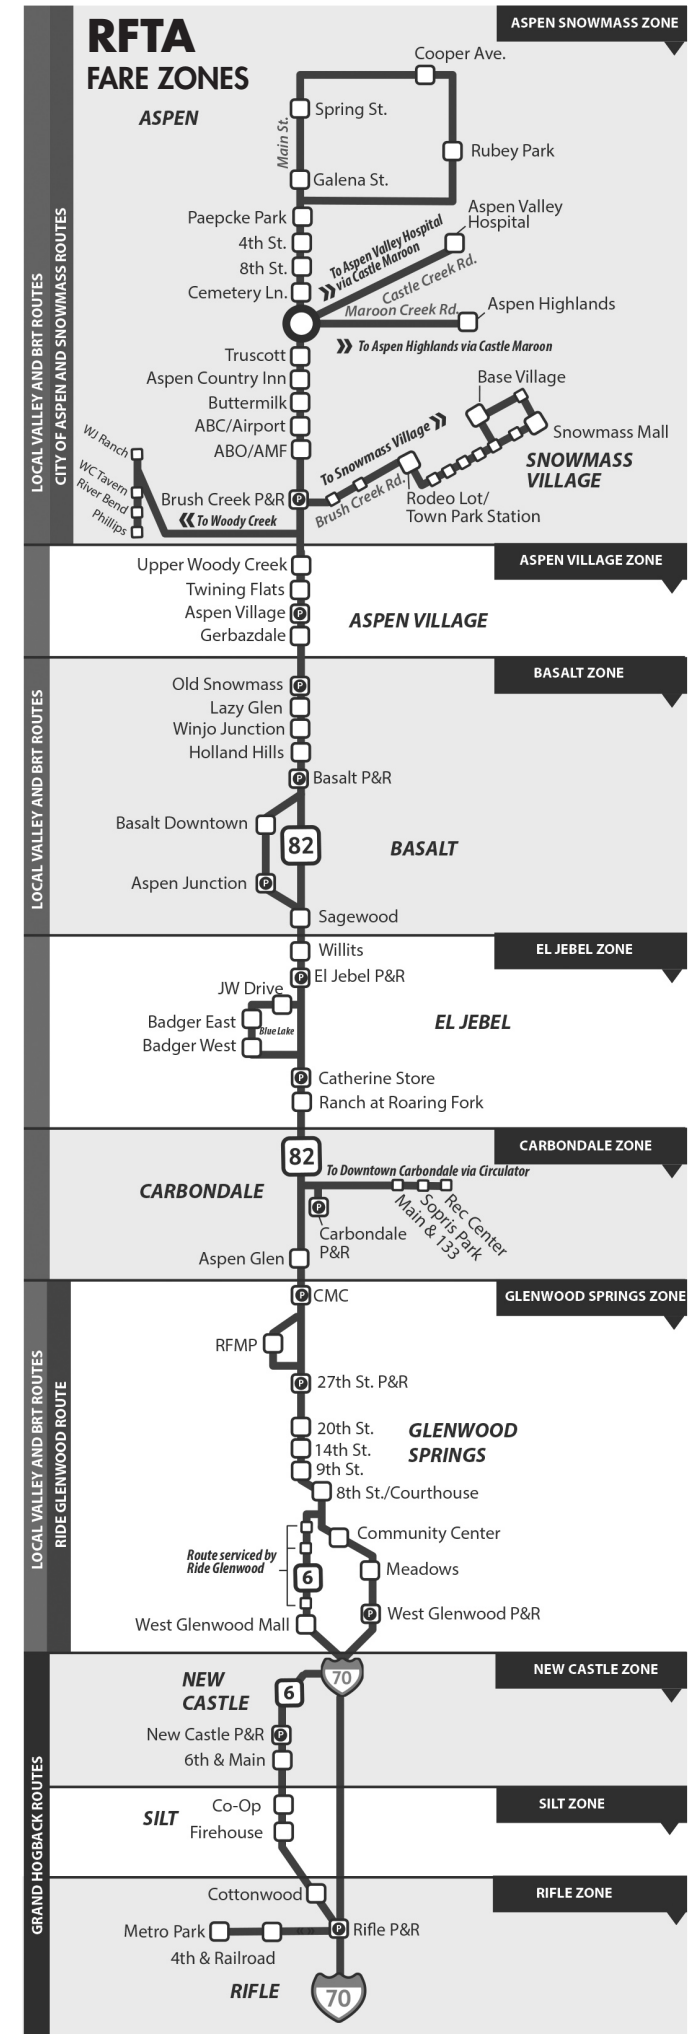 RFTA
FARE ZONES
ASPEN SNOWMASS ZONE
LOCAL VALLEY AND BRT ROUTES
CITY OF ASPEN AND SNOWMASS ROUTES
ASPEN
Cooper Ave.
Main St.
Spring St.
Rubey Park
Galena St.
Paepcke Park
Aspen Valley
Hospital
4th St.
To Aspen Valley Hospital
via Castle Maroon
8th St.
Castle Creek Rd.
Cemetery Ln.
Maroon Creek Rd.
Aspen Highlands
To Aspen Highlands via Castle Maroon
Truscott
Aspen Country Inn
Base Village
Buttermilk
ABC/Airport
Snowmass Mall
To Snowmass Village
ABO/AMF
SNOWMASS
VILLAGE
WJ Ranch
WC Tavern
River Bend
Phillips
Brush Creek P&R
P
Brush Creek Rd.
Rodeo Lot/
Town Park Station
To Woody Creek
ASPEN VILLAGE ZONE
Upper Woody Creek
Twining Flats
Aspen Village
P
Gerbazdale
ASPEN VILLAGE
BASALT ZONE
LOCAL VALLEY AND BRT ROUTES
Old Snowmass
P
Lazy Glen
Winjo Junction
Holland Hills
P
Basalt P&R
Basalt Downtown
82
BASALT
Aspen Junction
P
Sagewood
EL JEBEL ZONE
Willits
P
El Jebel P&R
JW Drive
Badger East
Blue Lake
Badger West
EL JEBEL
P
Catherine Store
Ranch at Roaring Fork
CARBONDALE ZONE
82
To Downtown Carbondale via Circulator
CARBONDALE
P
Carbondale
P&R
Main & 133
Sopris Park
Rec Center
Aspen Glen
GLENWOOD SPRINGS ZONE
LOCAL VALLEY AND BRT ROUTES
RIDE GLENWOOD ROUTE
P
CMC
RFMP
P
27th St. P&R
20th St.
GLENWOOD
SPRINGS
14th St.
9th St.
8th St./Courthouse
Community Center
Route serviced by
Ride Glenwood
6
Meadows
P
West Glenwood P&R
West Glenwood Mall
70
NEW CASTLE ZONE
GRAND HOGBACK ROUTES
NEW
CASTLE
6
New Castle P&R
P
6th & Main
SILT ZONE
SILT
Co-Op
Firehouse
RIFLE ZONE
Cottonwood
Metro Park
P
Rifle P&R
4th & Railroad
RIFLE
70